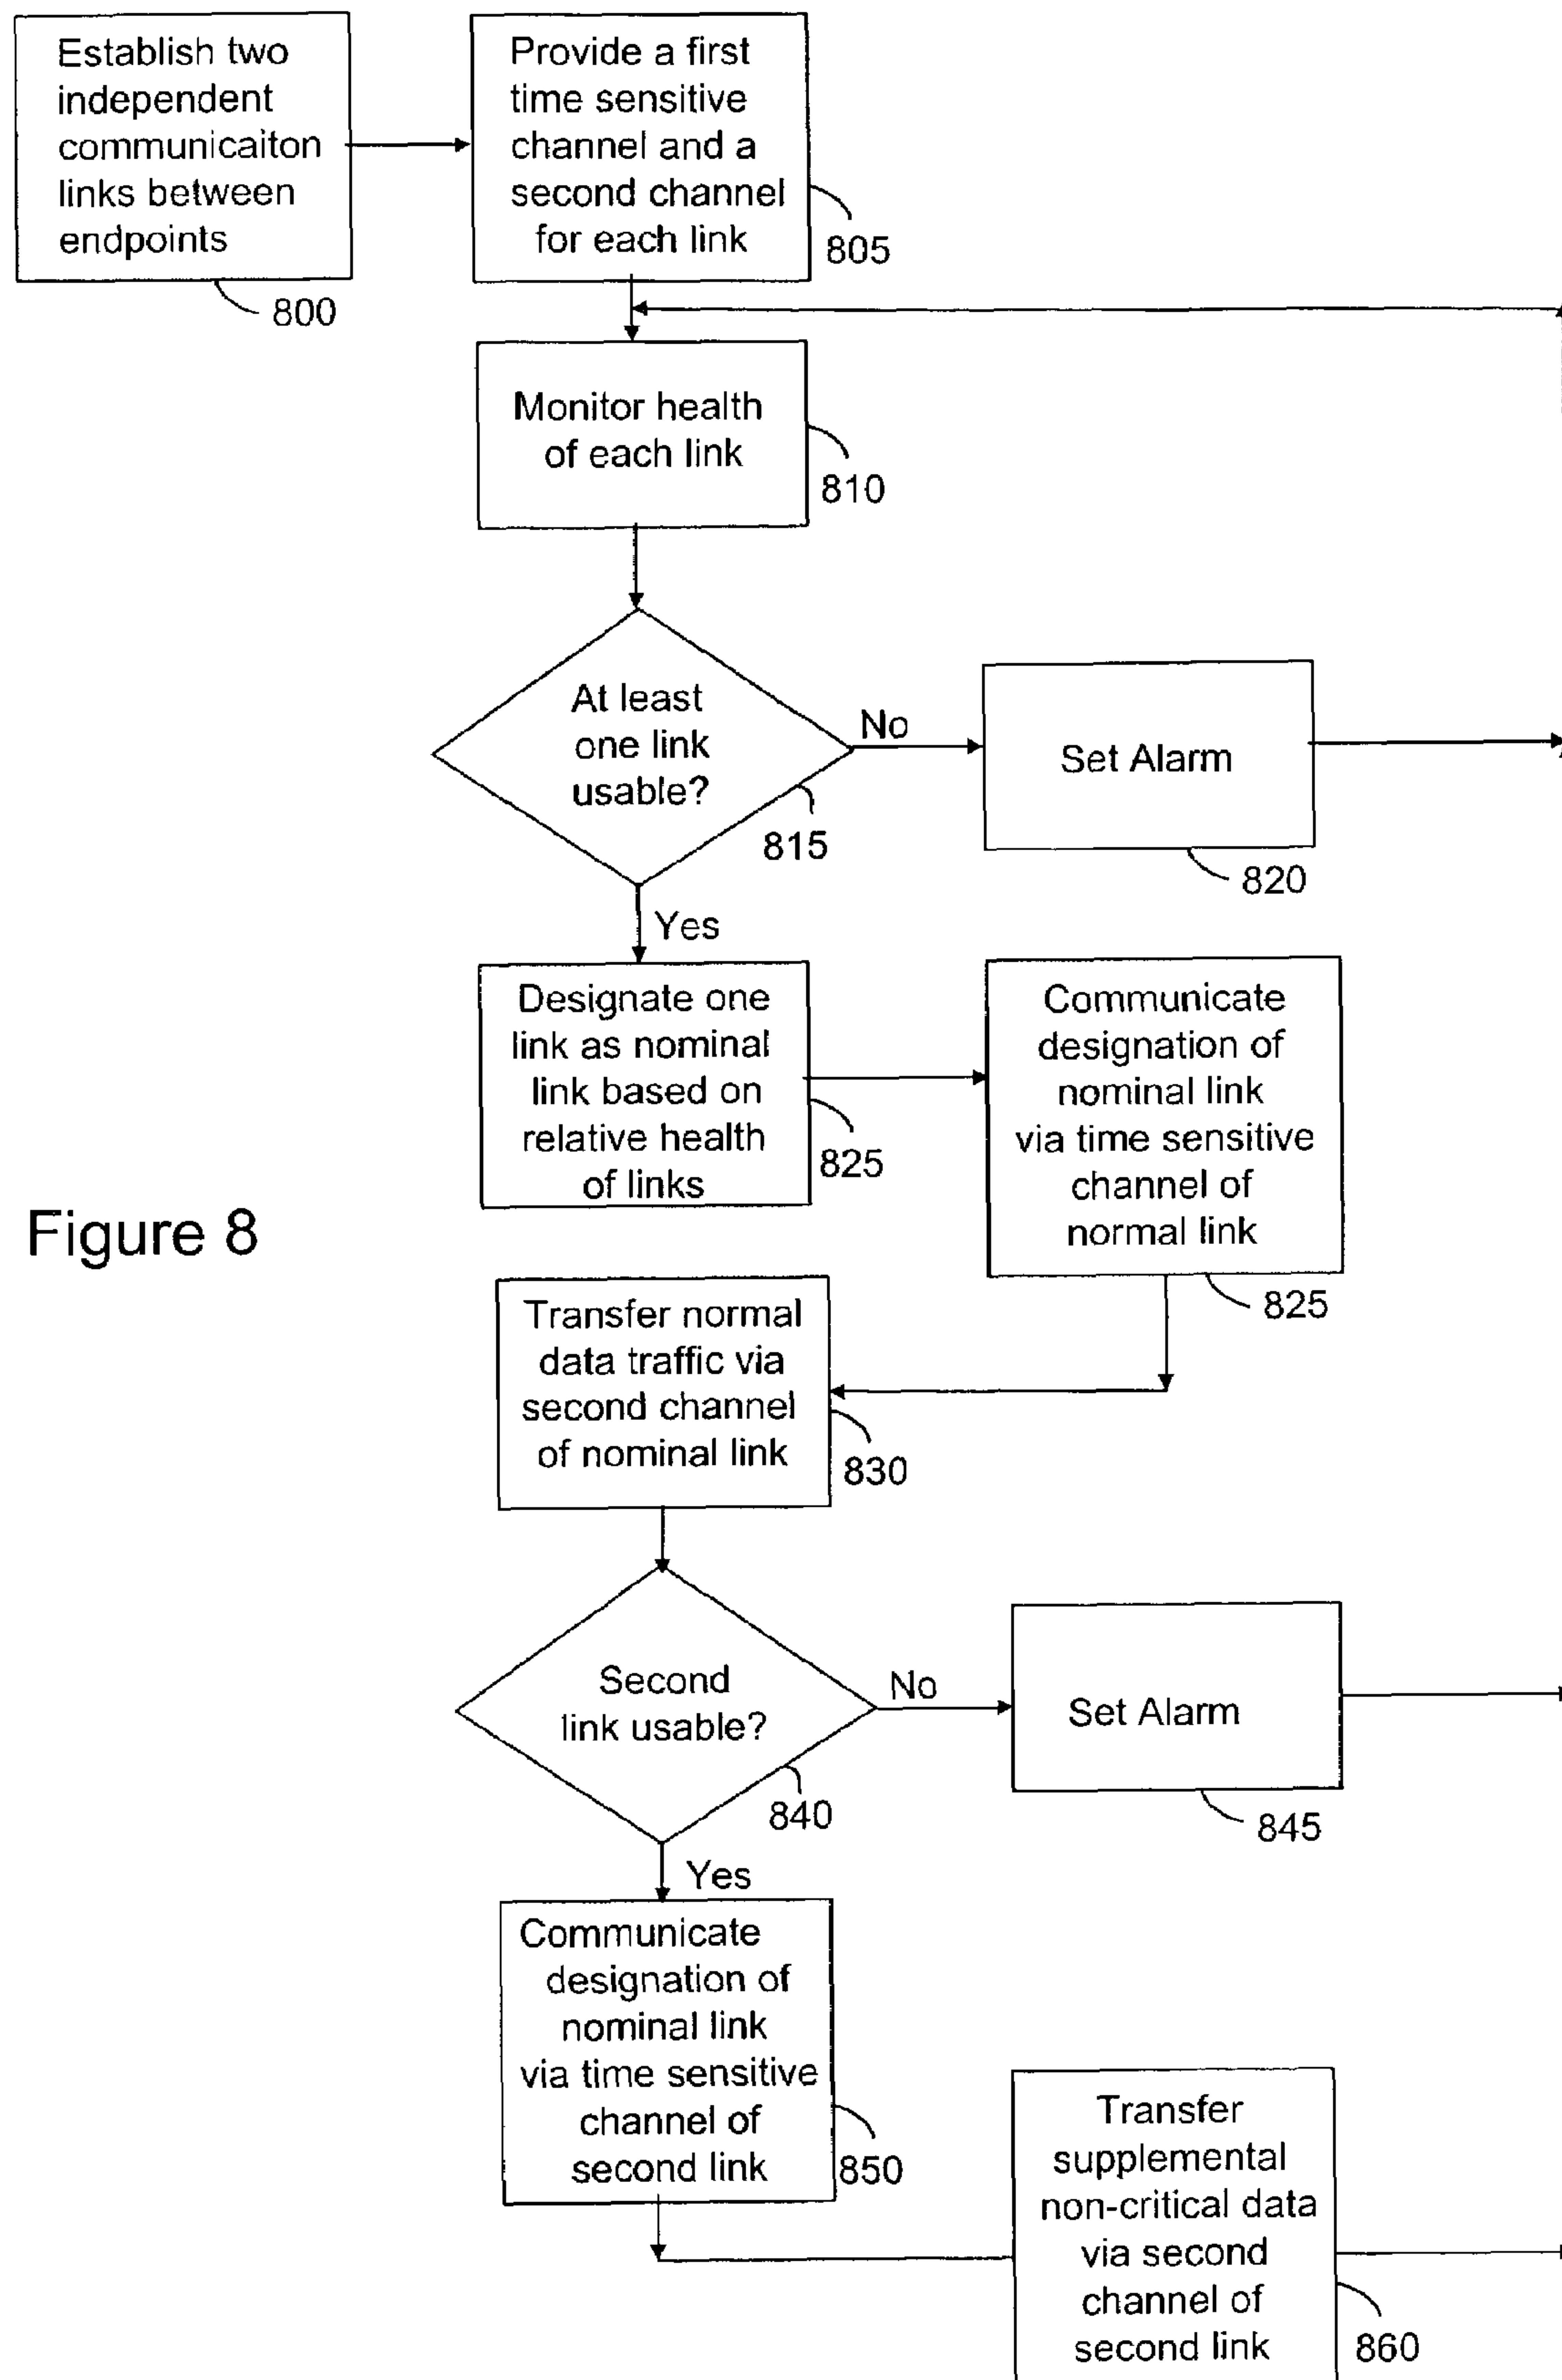 Establish two
independent
communicaiton
links between
endpoints
800
Provide a first
time sensitive
channel and a
second channel
for each link
805
Monitor health
of each link
810
At least
one link
usable?
815
No
Set Alarm
820
Yes
Designate one
link as nominal
link based on
relative health
of links
825
Communicate
designation of
nominal link
via time sensitive
channel of
normal link
825
Figure 8
Transfer normal
data traffic via
second channel
of nominal link
830
Second
link usable?
840
No
Set Alarm
845
Yes
Communicate
designation of
nominal link
via time sensitive
channel of
second link
850
Transfer
supplemental
non-critical data
via second
channel of
second link
860